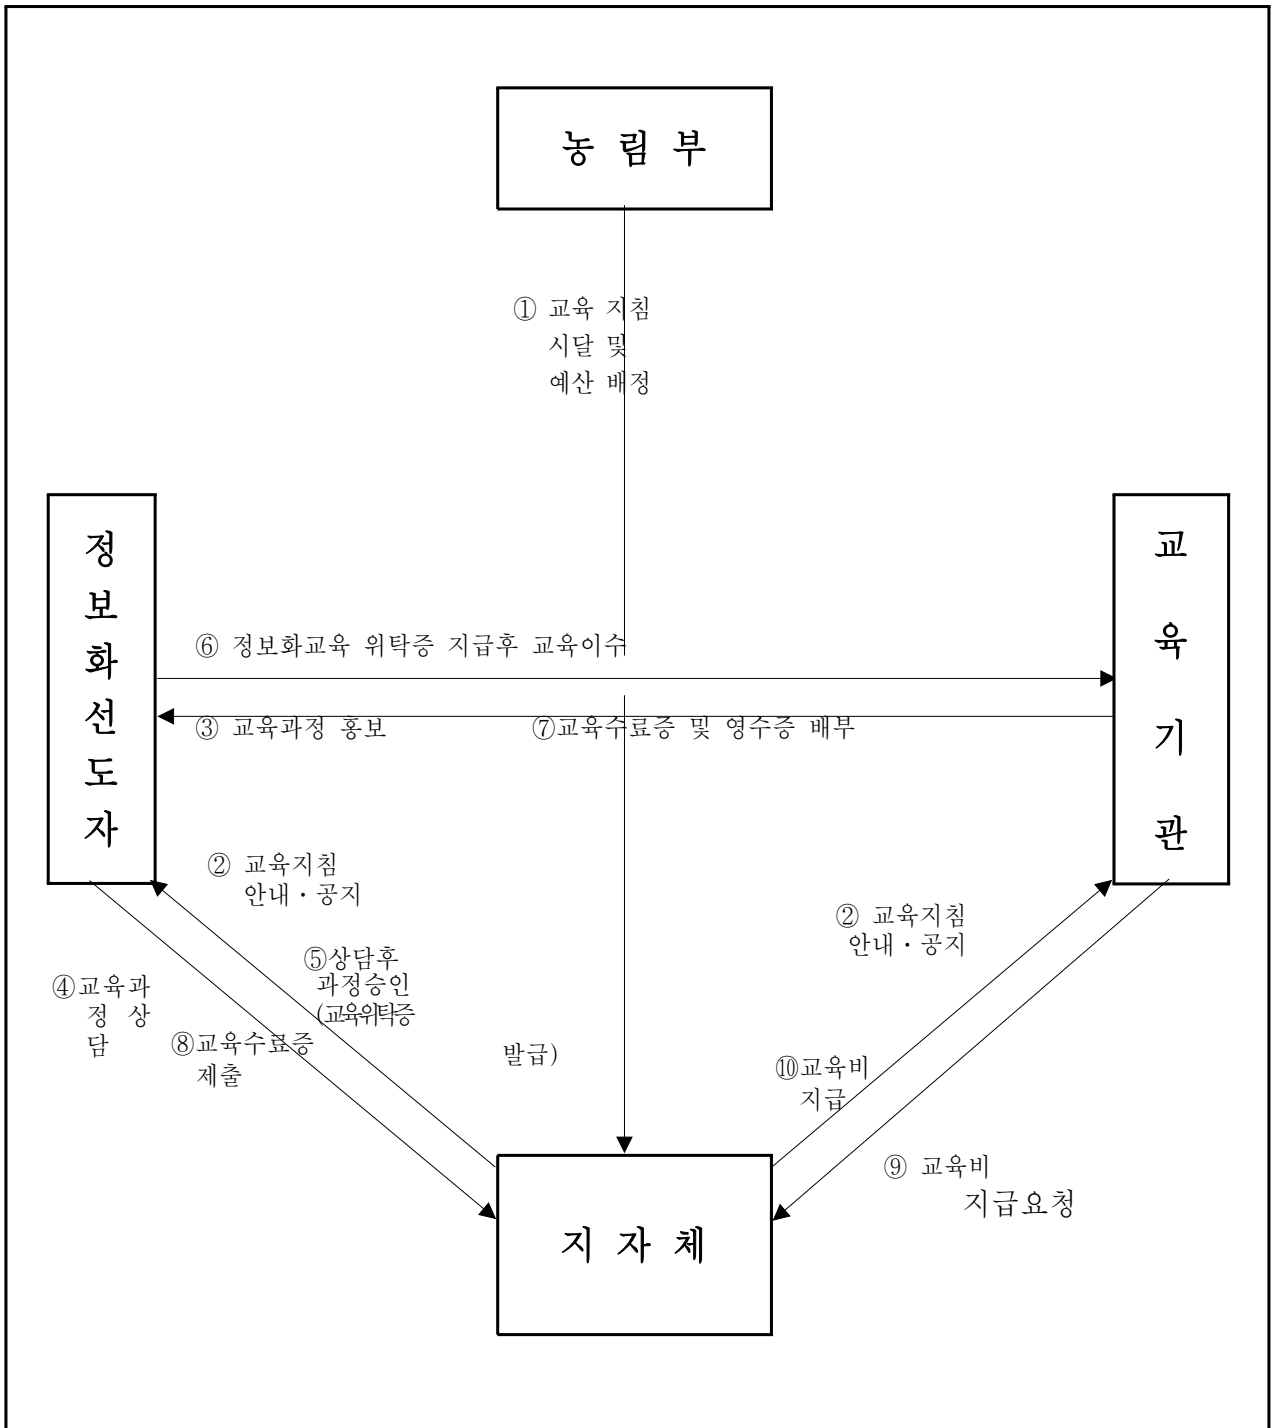 농 림 부
① 교육 지침
시달 및
예산 배정
정
보
화
선
도
자
교
육
기
관
⑥ 정보화교육 위탁증 지급후 교육이수
③ 교육과정 홍보
⑦교육수료증 및 영수증 배부
② 교육지침
안내·공지
② 교육지침
안내·공지
⑤상담후
과정승인
(교육위탁증
발급)
④교육과
정 상
담
⑧교육수료증
제출
⑩교육비
지급
⑨ 교육비
지급요청
지 자 체